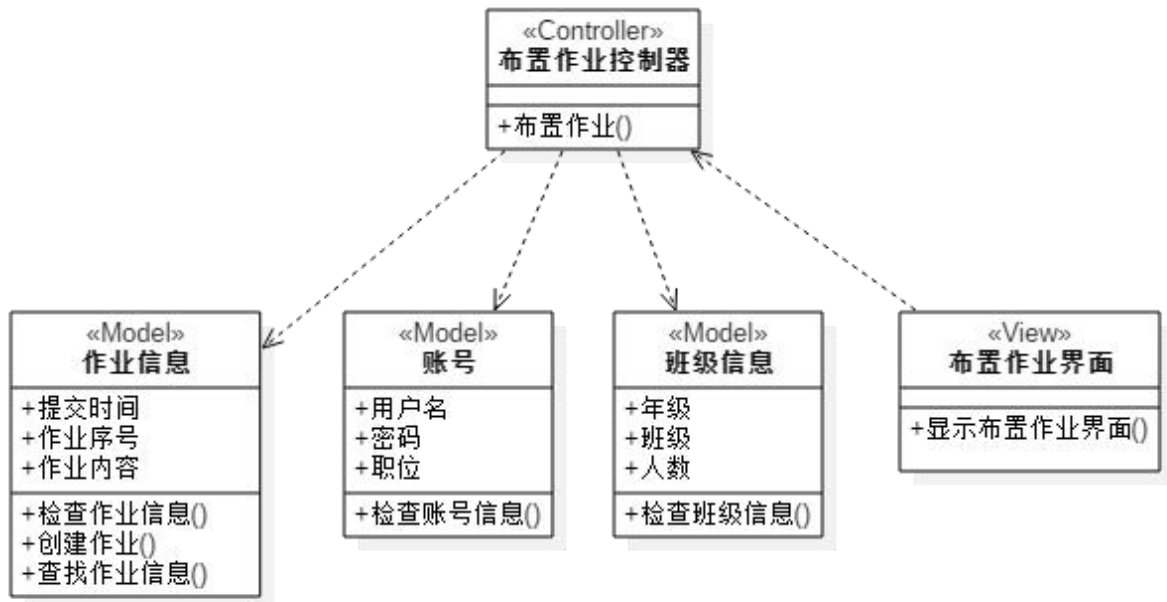 «Controller»
布置作业控制器
+布置作业()
«Model»
作业信息
+提交时间
+作业序号
+作业内容
+检查作业信息()
+创建作业()
+查找作业信息()
«Model»
账号
+用户名
+密码
+职位
+检查账号信息()
«Model»
班级信息
+年级
+班级
+人数
+检查班级信息()
«View»
布置作业界面
+显示布置作业界面()